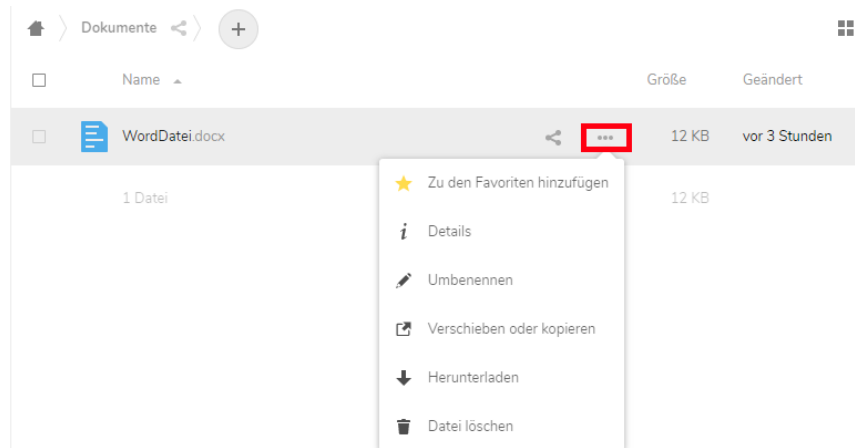 Dokumente
Name Größe Geändert
WordDatei.docx 12 KB vor 3 Stunden
1 Datei 12 KB
Zu den Favoriten hinzufügen
Details
Umbenennen
Verschieben oder kopieren
Herunterladen
Datei löschen